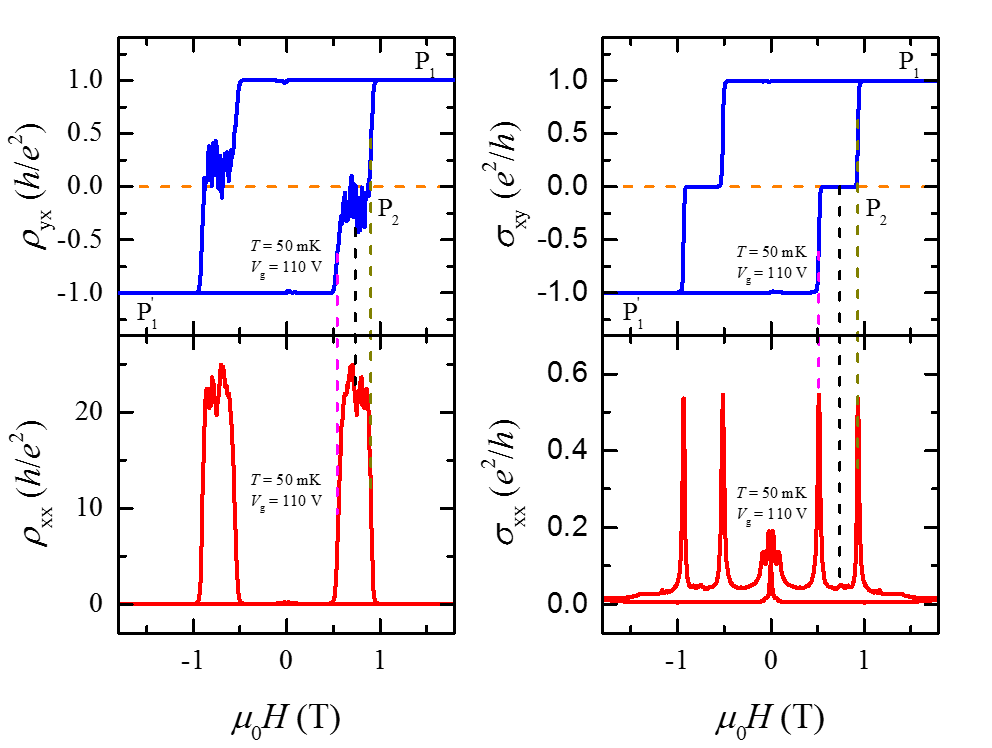 1.0
0.5
0.0
-0.5
-1.0
ρyx (h/e²)
P₁
P₂
P₁'
T = 50 mK
Vg = 110 V
20
10
0
ρxx (h/e²)
T = 50 mK
Vg = 110 V
-1 0 1
μ₀H (T)
1.0
0.5
0.0
-0.5
-1.0
σxy (e²/h)
P₁
P₂
P₁'
T = 50 mK
Vg = 110 V
0.6
0.4
0.2
0.0
σxx (e²/h)
T = 50 mK
Vg = 110 V
-1 0 1
μ₀H (T)